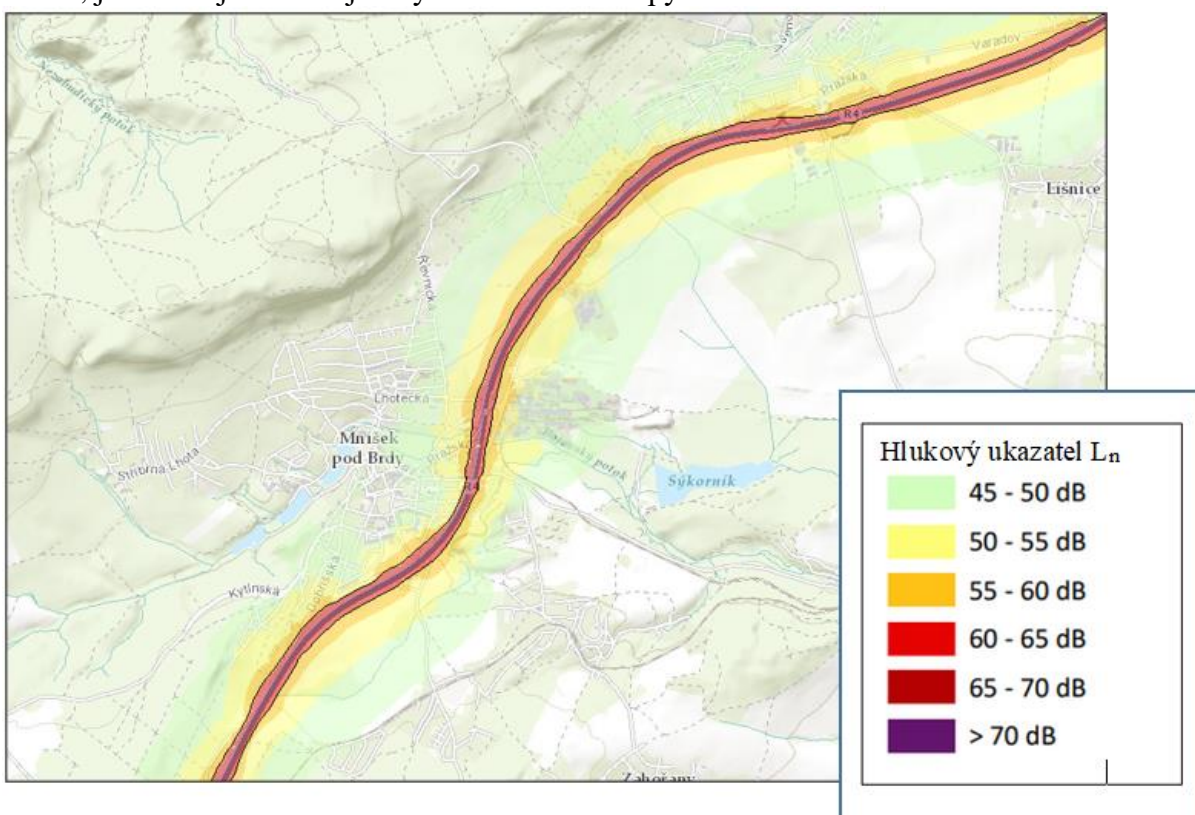 Varadov
Pražská
R4
Lišnice
Řevnická
Lhotecká
Mníšek
pod Brdy
Pražská
Stříbrná Lhota
Sýkorník
R4
Kytínská
Dobříšská
Zahořany
Hlukový ukazatel Lₙ
45 - 50 dB
50 - 55 dB
55 - 60 dB
60 - 65 dB
65 - 70 dB
> 70 dB